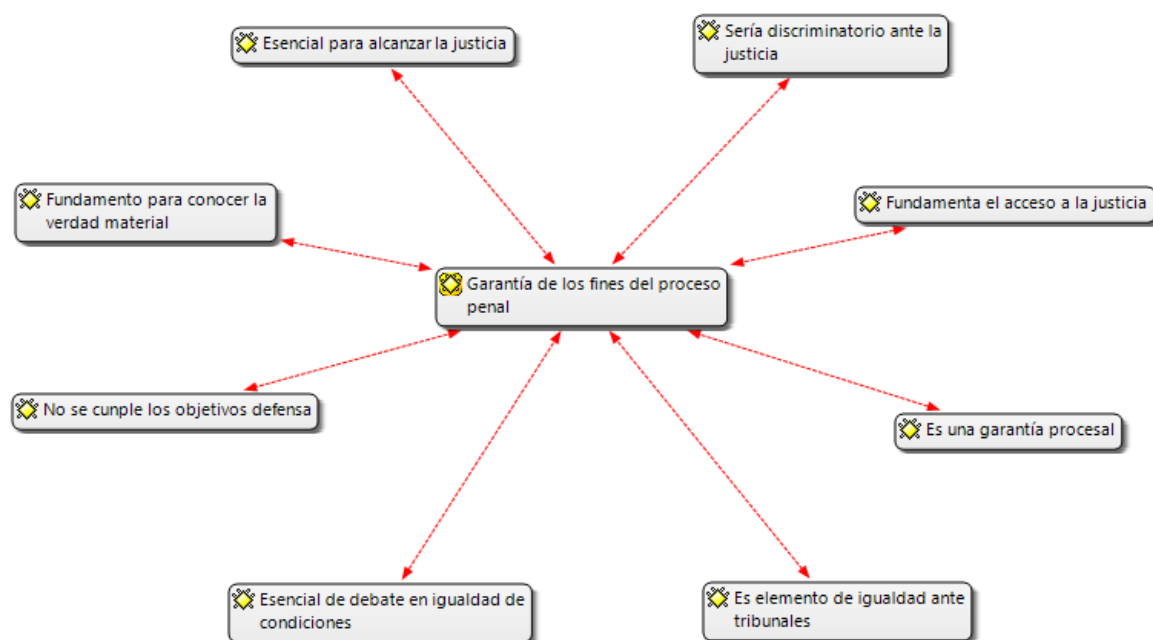 Esencial para alcanzar la justicia
Sería discriminatorio ante la
justicia
Fundamento para conocer la
verdad material
Fundamenta el acceso a la justicia
Garantía de los fines del proceso
penal
No se cunple los objetivos defensa
Es una garantía procesal
Esencial de debate en igualdad de
condiciones
Es elemento de igualdad ante
tribunales